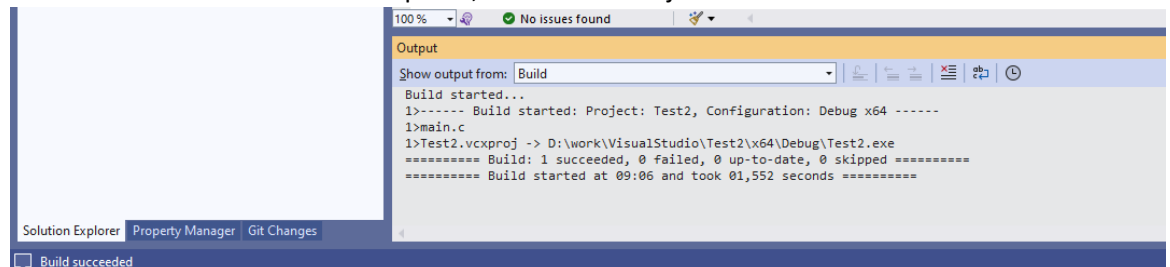 100 % No issues found
Output
Show output from: Build
Build started...
1>------ Build started: Project: Test2, Configuration: Debug x64 ------
1>main.c
1>Test2.vcxproj -> D:\work\VisualStudio\Test2\x64\Debug\Test2.exe
========== Build: 1 succeeded, 0 failed, 0 up-to-date, 0 skipped ==========
========== Build started at 09:06 and took 01,552 seconds ==========
Solution Explorer Property Manager Git Changes
Build succeeded